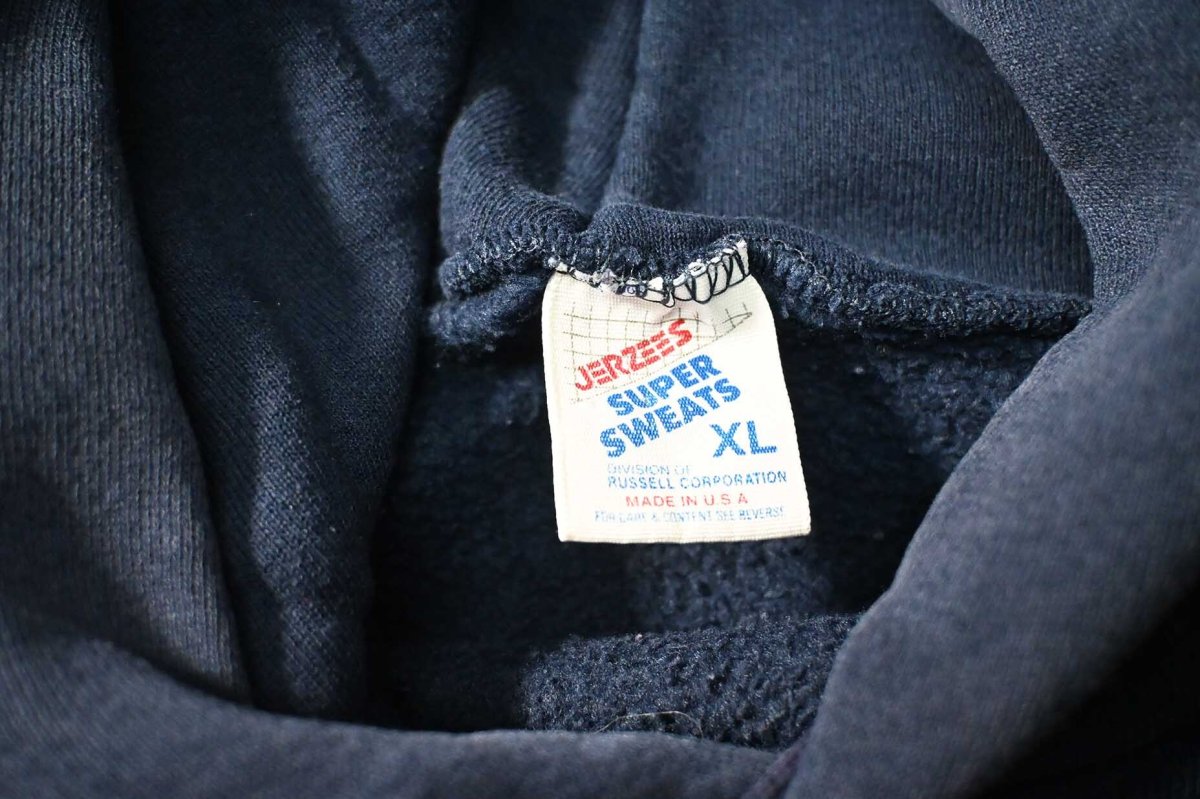 JERZEES
SUPER
SWEATS
XL
DIVISION OF
RUSSELL CORPORATION
MADE IN U.S.A
FOR CARE & CONTENT SEE REVERSE